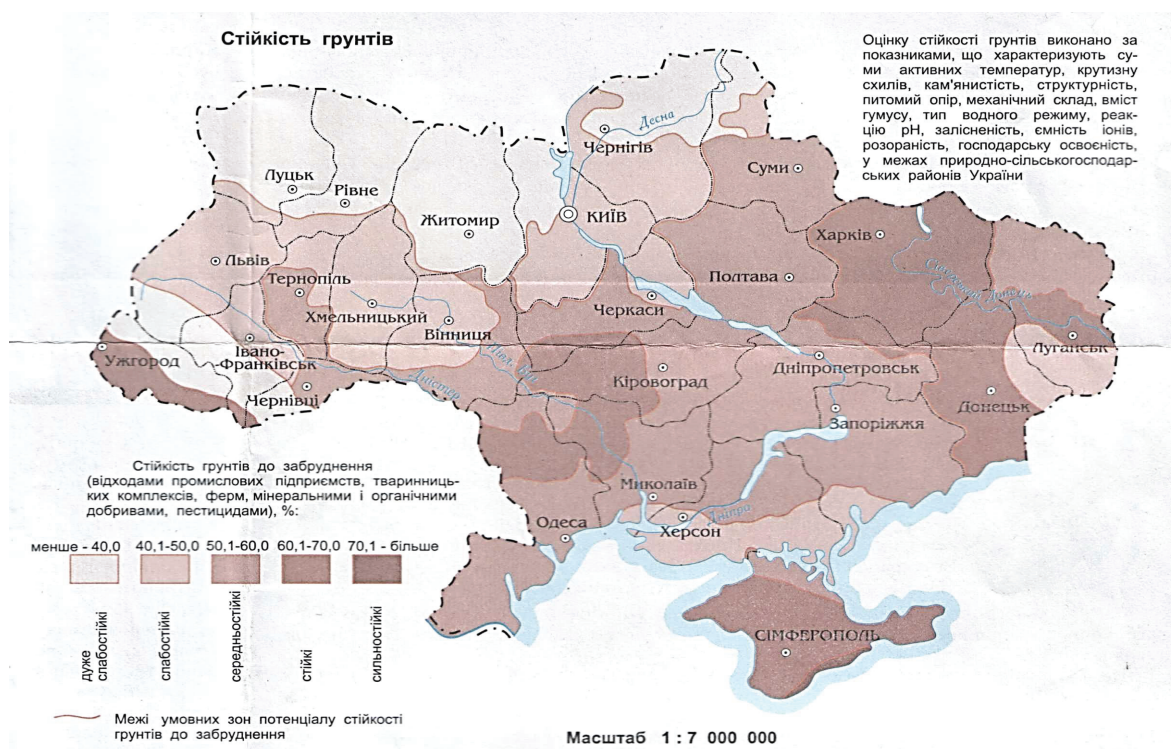 Стійкість грунтів
Оцінку стійкості грунтів виконано за
показниками, що характеризують су-
ми активних температур, крутизну
схилів, кам'янистість, структурність,
питомий опір, механічний склад, вміст
гумусу, тип водного режиму, реак-
цію pH, залісненість, ємність іонів,
розораність, господарську освоєність,
у межах природно-сільськогосподар-
ських районів України
Десна
Чернігів
Суми
Луцьк
Рівне
Житомир
КИЇВ
Харків
Львів
Сіверський Донець
Тернопіль
Полтава
Хмельницький
Черкаси
Вінниця
Луганськ
Ужгород
Івано-
Франківськ
Півд. Буг
Кіровоград
Дніпропетровськ
Дністер
Чернівці
Донецьк
Запоріжжя
Миколаїв
Дніпро
Одеса
Херсон
СІМФЕРОПОЛЬ
Стійкість грунтів до забруднення
(відходами промислових підприємств, тваринниць-
ких комплексів, ферм, мінеральними і органічними
добривами, пестицидами), %:
менше - 40,0 40,1-50,0 50,1-60,0 60,1-70,0 70,1 - більше
дуже
слабостійкі
слабостійкі
середньостійкі
стійкі
сильностійкі
Межі умовних зон потенціалу стійкості
грунтів до забруднення
Масштаб 1 : 7 000 000